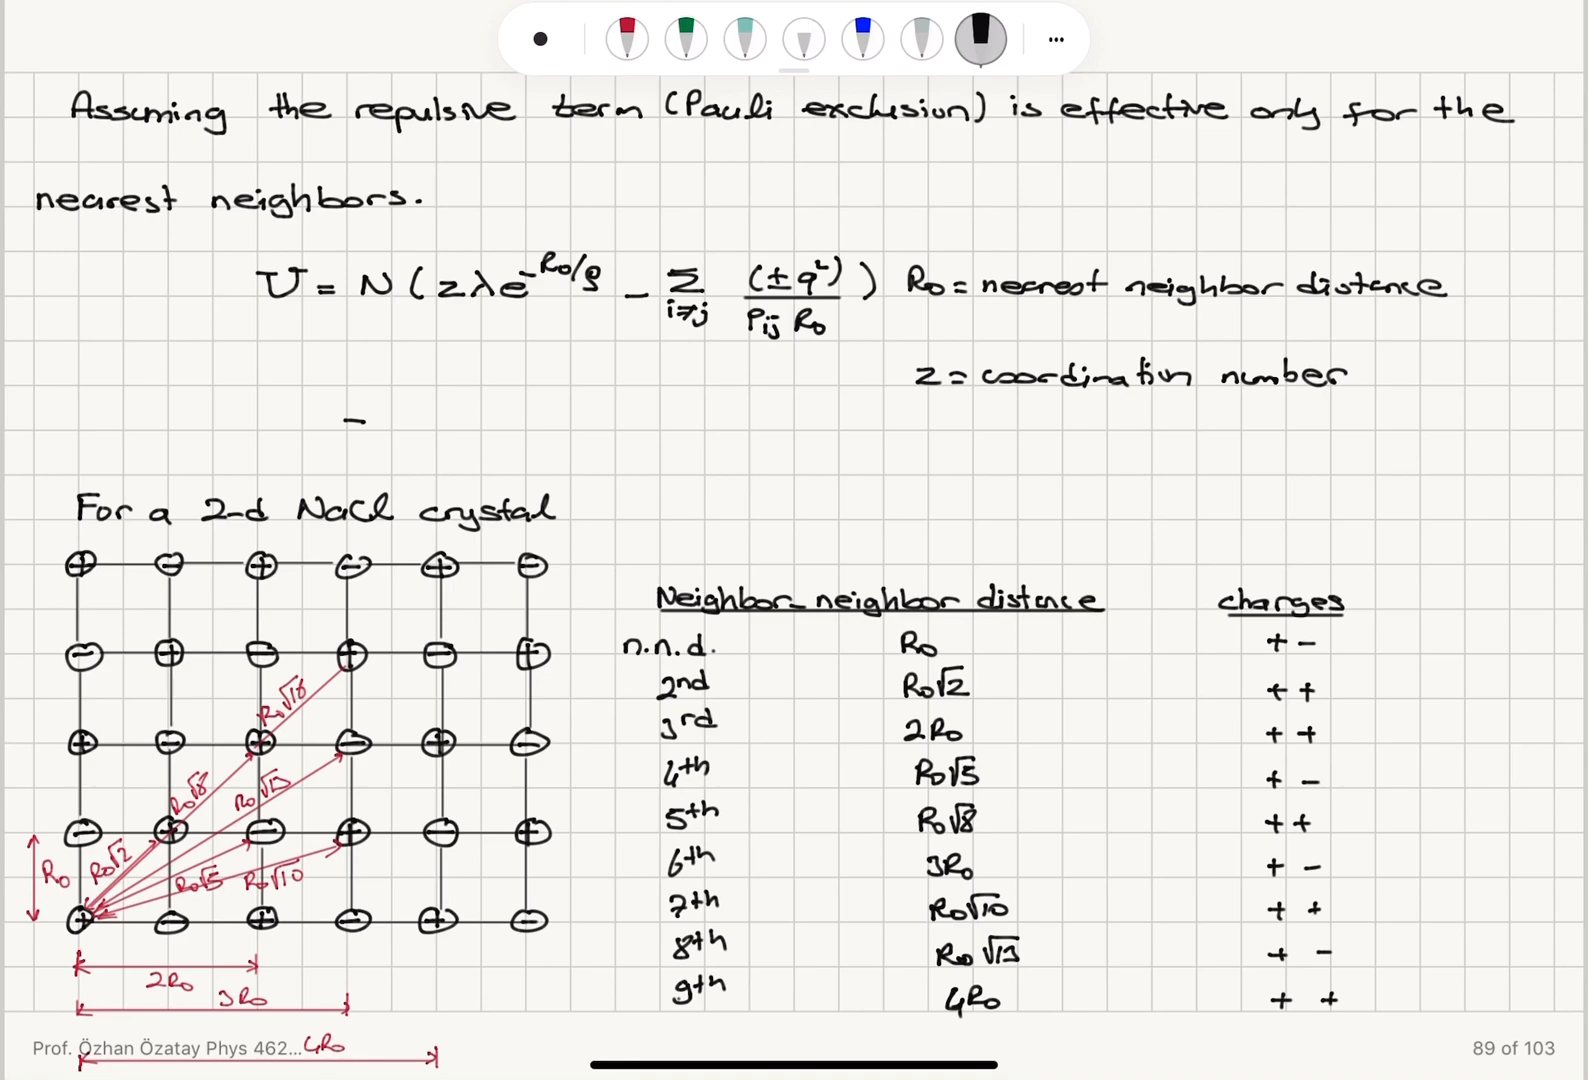 Assuming the repulsive term (Pauli exclusion) is effective only for the
nearest neighbors.
U = N ( zλe^{-R₀/ρ} - Σ_{i≠j} (±q²) / (P_{ij} R₀) ) R₀ = nearest neighbor distance
z = coordination number
-
For a 2-d NaCl crystal
⊕ ⊖ ⊕ ⊖ ⊕ ⊖
⊖ ⊕ ⊖ ⊕ ⊖ ⊕
R₀√18
⊕ ⊖ ⊕ ⊖ ⊕ ⊖
R₀√8 R₀√13
⊖ ⊕ ⊖ ⊕ ⊖ ⊕
R₀ R₀√2 R₀√5 R₀√10
⊕ ⊖ ⊕ ⊖ ⊕ ⊖
2R₀
3R₀
4R₀
Neighbor-neighbor distance charges
n.n.d. R₀ + -
2nd R₀√2 + +
3rd 2R₀ + +
4th R₀√5 + -
5th R₀√8 + +
6th 3R₀ + -
7th R₀√10 + +
8th R₀√13 + -
9th 4R₀ + +
Prof. Özhan Özatay Phys 462...
89 of 103